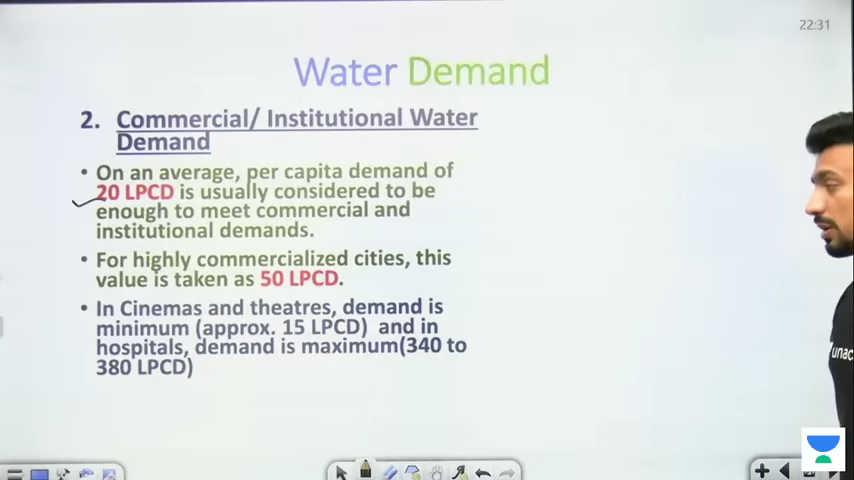 22:31
Water Demand
2. Commercial/ Institutional Water
Demand
• On an average, per capita demand of
20 LPCD is usually considered to be
enough to meet commercial and
institutional demands.
• For highly commercialized cities, this
value is taken as 50 LPCD.
• In Cinemas and theatres, demand is
minimum (approx. 15 LPCD) and in
hospitals, demand is maximum(340 to
380 LPCD)
unac